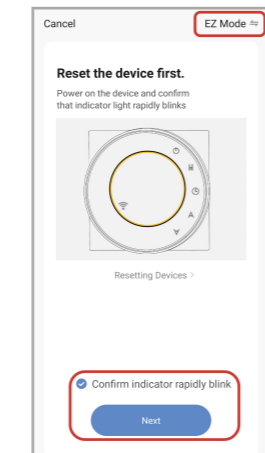 Cancel EZ Mode ⇋
Reset the device first.
Power on the device and confirm
that indicator light rapidly blinks
Resetting Devices >
Confirm indicator rapidly blink
Next